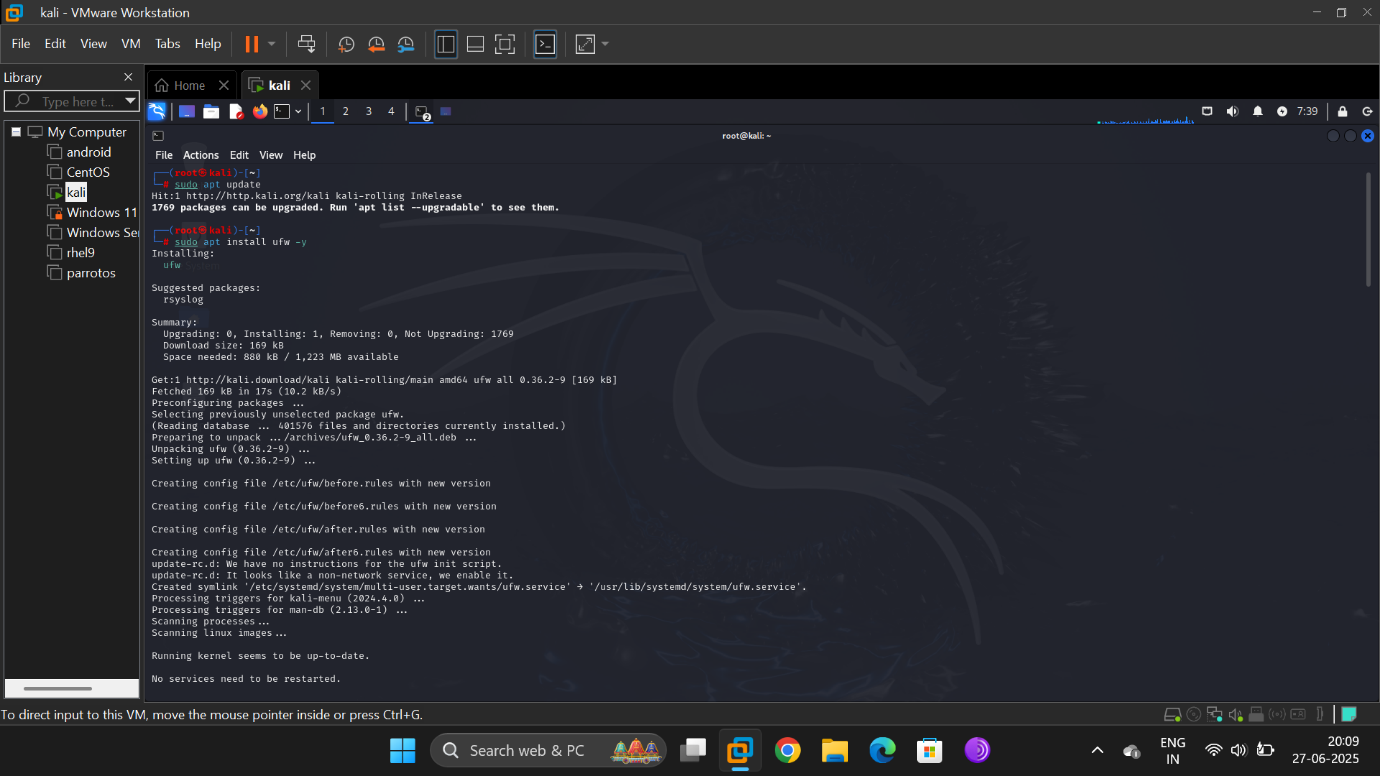 kali - VMware Workstation
File Edit View VM Tabs Help
Library
Type here t...
Home
kali
My Computer
android
CentOS
kali
Windows 11
Windows Se
rhel9
parrotos
1 2 3 4
2
7:39
root@kali: ~
File Actions Edit View Help
┌──(root㉿kali)-[~]
└─# sudo apt update
Hit:1 http://http.kali.org/kali kali-rolling InRelease
1769 packages can be upgraded. Run 'apt list --upgradable' to see them.
┌──(root㉿kali)-[~]
└─# sudo apt install ufw -y
Installing:
ufw
Suggested packages:
rsyslog
Summary:
Upgrading: 0, Installing: 1, Removing: 0, Not Upgrading: 1769
Download size: 169 kB
Space needed: 880 kB / 1,223 MB available
Get:1 http://kali.download/kali kali-rolling/main amd64 ufw all 0.36.2-9 [169 kB]
Fetched 169 kB in 17s (10.2 kB/s)
Preconfiguring packages ...
Selecting previously unselected package ufw.
(Reading database ... 401576 files and directories currently installed.)
Preparing to unpack .../archives/ufw_0.36.2-9_all.deb ...
Unpacking ufw (0.36.2-9) ...
Setting up ufw (0.36.2-9) ...
Creating config file /etc/ufw/before.rules with new version
Creating config file /etc/ufw/before6.rules with new version
Creating config file /etc/ufw/after.rules with new version
Creating config file /etc/ufw/after6.rules with new version
update-rc.d: We have no instructions for the ufw init script.
update-rc.d: It looks like a non-network service, we enable it.
Created symlink '/etc/systemd/system/multi-user.target.wants/ufw.service' → '/usr/lib/systemd/system/ufw.service'.
Processing triggers for kali-menu (2024.4.0) ...
Processing triggers for man-db (2.13.0-1) ...
Scanning processes...
Scanning linux images...
Running kernel seems to be up-to-date.
No services need to be restarted.
To direct input to this VM, move the mouse pointer inside or press Ctrl+G.
Search web & PC
ENG
IN
20:09
27-06-2025